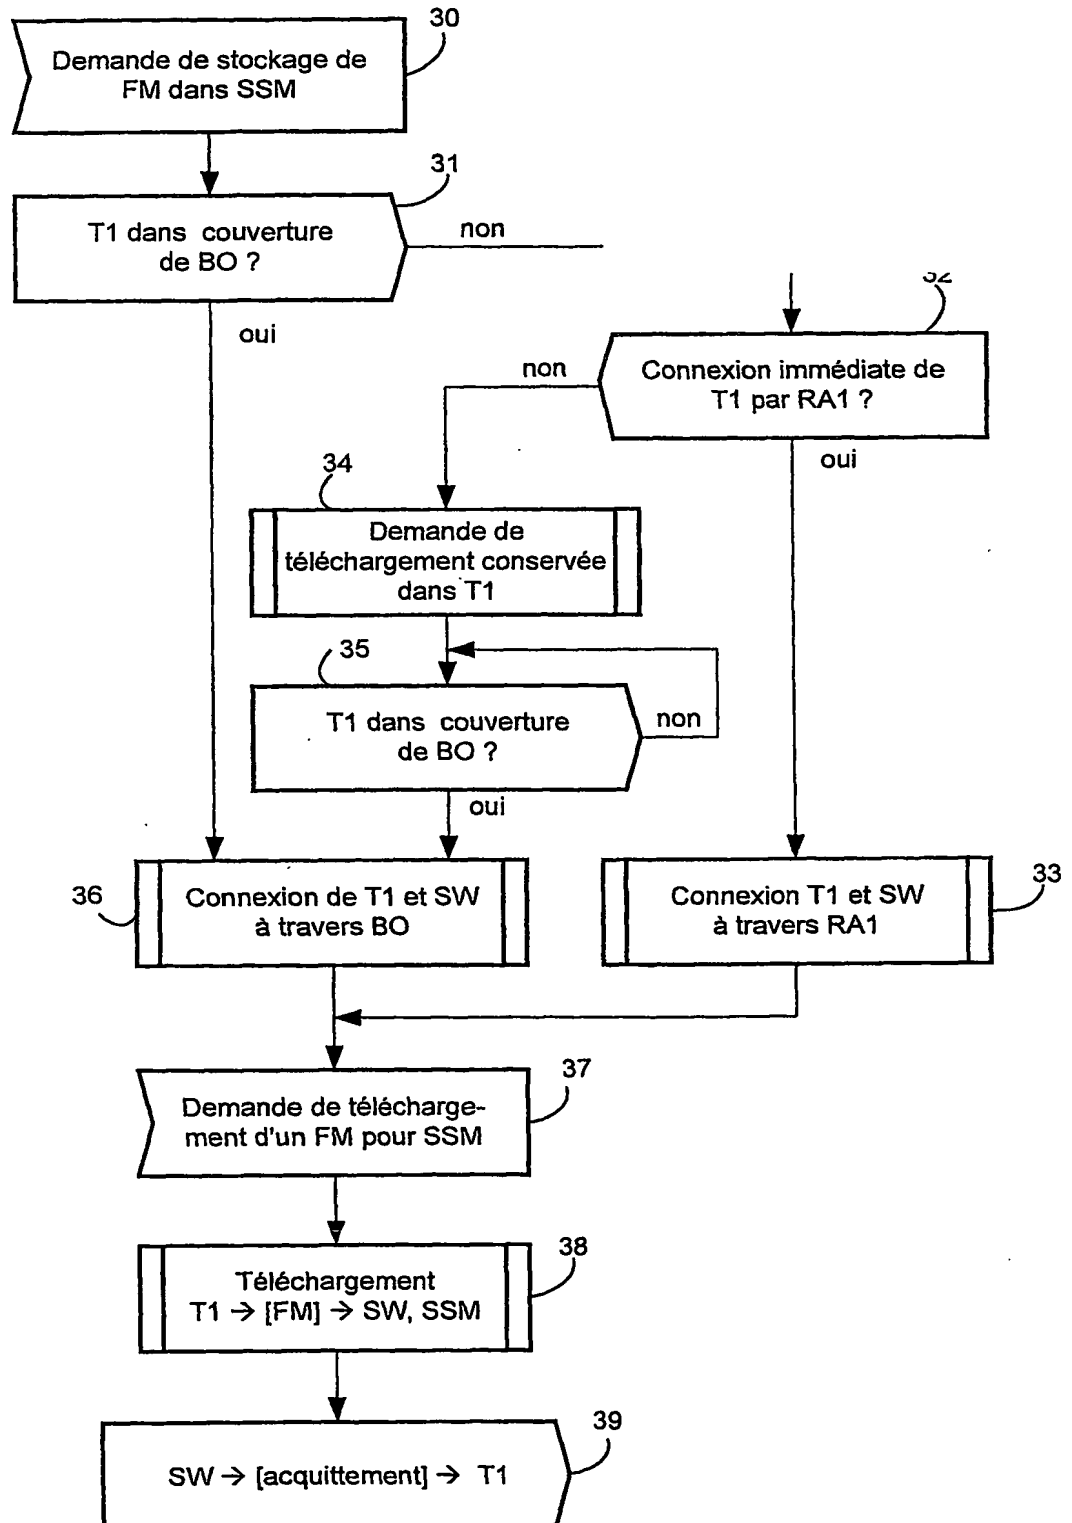 30
Demande de stockage de
FM dans SSM
31
T1 dans couverture
de BO ?
non
oui
32
Connexion immédiate de
T1 par RA1 ?
non
oui
34
Demande de
téléchargement conservée
dans T1
35
T1 dans couverture
de BO ?
non
oui
36
Connexion de T1 et SW
à travers BO
Connexion T1 et SW
à travers RA1
33
37
Demande de télécharge-
ment d'un FM pour SSM
38
Téléchargement
T1 → [FM] → SW, SSM
39
SW → [acquittement] → T1